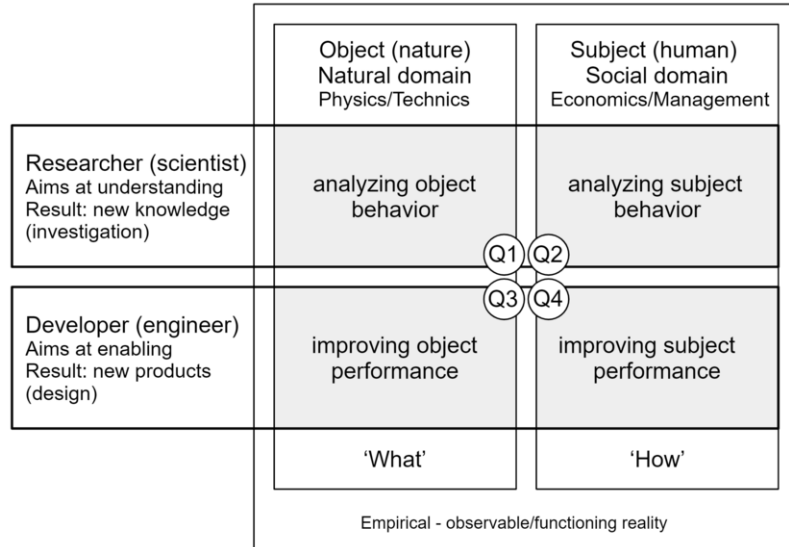 Object (nature)
Natural domain
Physics/Technics
Subject (human)
Social domain
Economics/Management
Researcher (scientist)
Aims at understanding
Result: new knowledge
(investigation)
analyzing object
behavior
analyzing subject
behavior
Q1
Q2
Q3
Q4
Developer (engineer)
Aims at enabling
Result: new products
(design)
improving object
performance
improving subject
performance
‘What’
‘How’
Empirical - observable/functioning reality